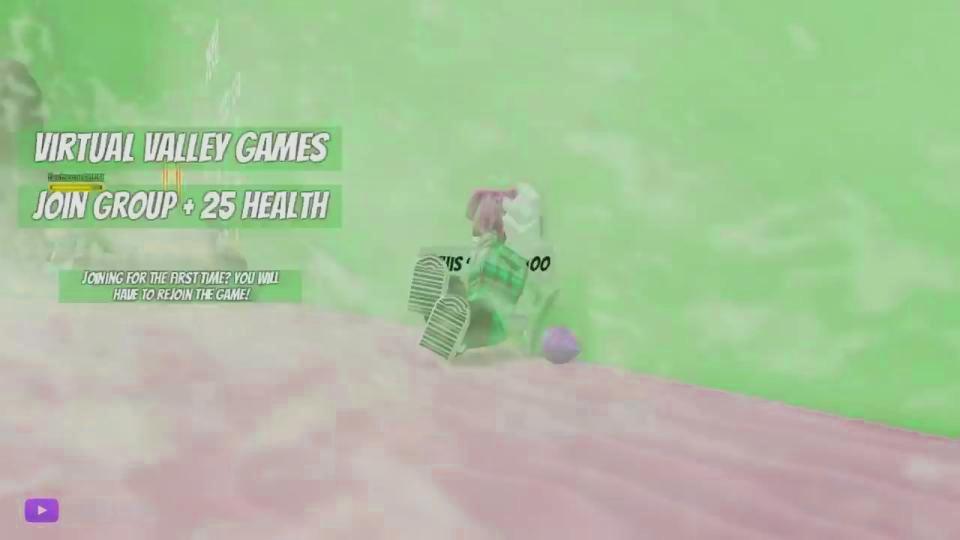 VIRTUAL VALLEY GAMES
JOIN GROUP + 25 HEALTH
JOINING FOR THE FIRST TIME? YOU WILL
HAVE TO REJOIN THE GAME!